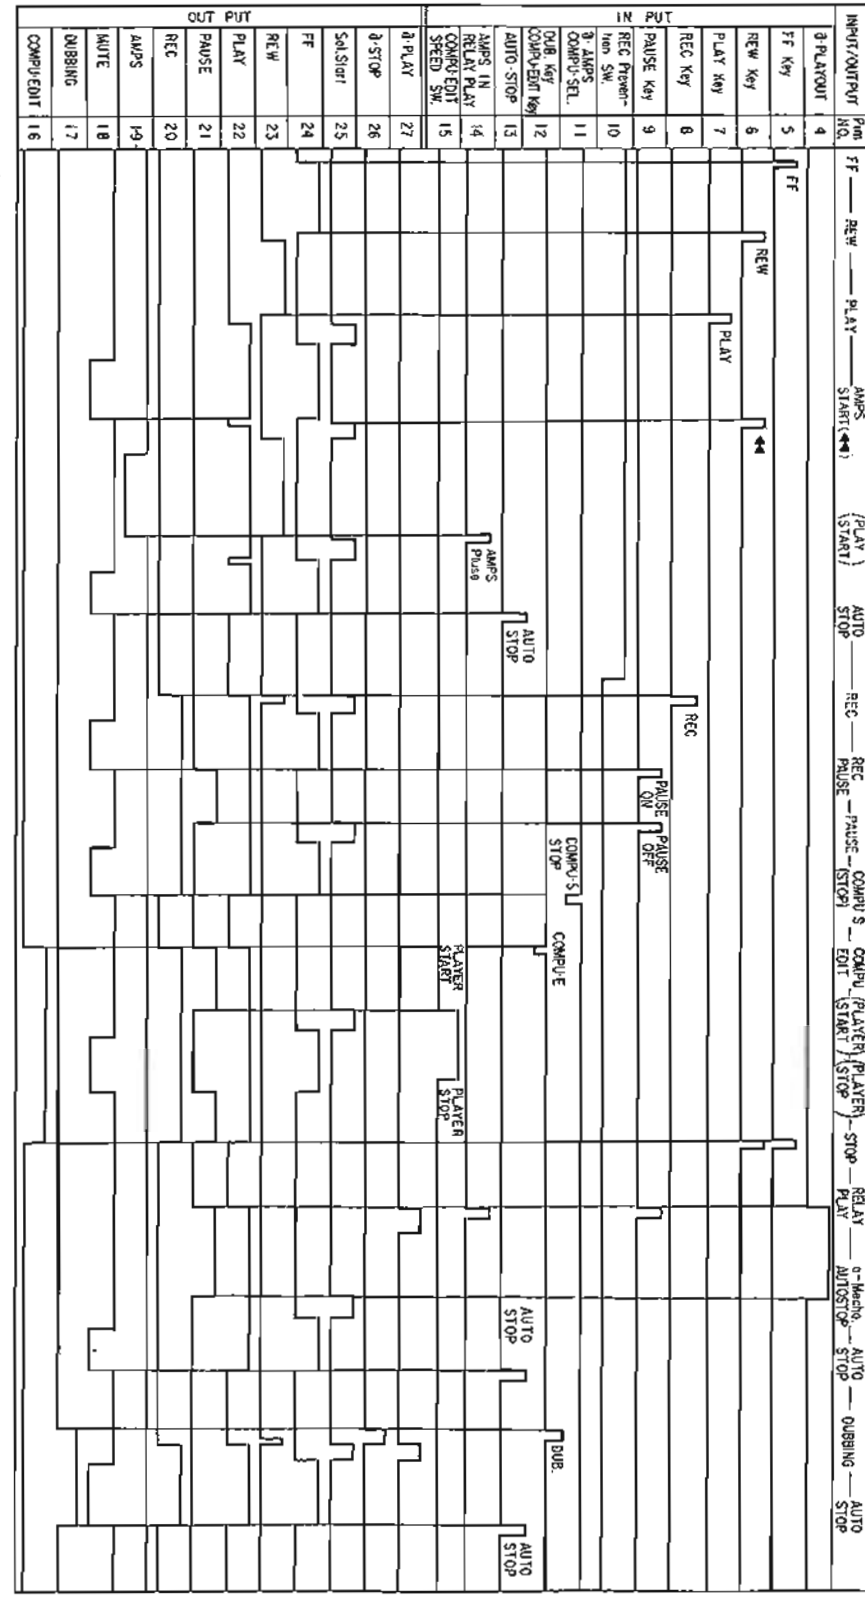 INPUT/OUTPUT
Pin NO.
FF — REW — PLAY — AMPS START(◀◀) (PLAY START) AUTO STOP — REC — REC PAUSE — PAUSE — COMPU S (STOP) — COMPU EDIT — (PLAYER START) (PLAYER STOP) — STOP — RELAY PLAY — a-Mecha. AUTOSTOP — AUTO STOP — DUBBING — AUTO STOP
IN PUT
a-PLAYOUT 4
FF Key 5
FF
REW Key 6
REW
◀◀
PLAY Key 7
PLAY
REC Key 8
REC
PAUSE Key 9
PAUSE ON
PAUSE OFF
REC Preven-
tion SW. 10
a-AMPS
COMPU-SEL. 11
COMPU-S
STOP
DUB. Key
COMPU-EDIT Key 12
COMPU-E
DUB.
AUTO-STOP 13
AUTO
STOP
AUTO
STOP
AUTO
STOP
AMPS IN
RELAY PLAY 14
AMPS
Pluse
COMPU-EDIT
SPEED SW. 15
PLAYER
START
PLAYER
STOP
OUT PUT
a-PLAY 27
a-STOP 26
Sol.Start 25
FF 24
REW 23
PLAY 22
PAUSE 21
REC 20
AMPS 19
MUTE 18
DUBBING 17
COMPU-EDIT 16